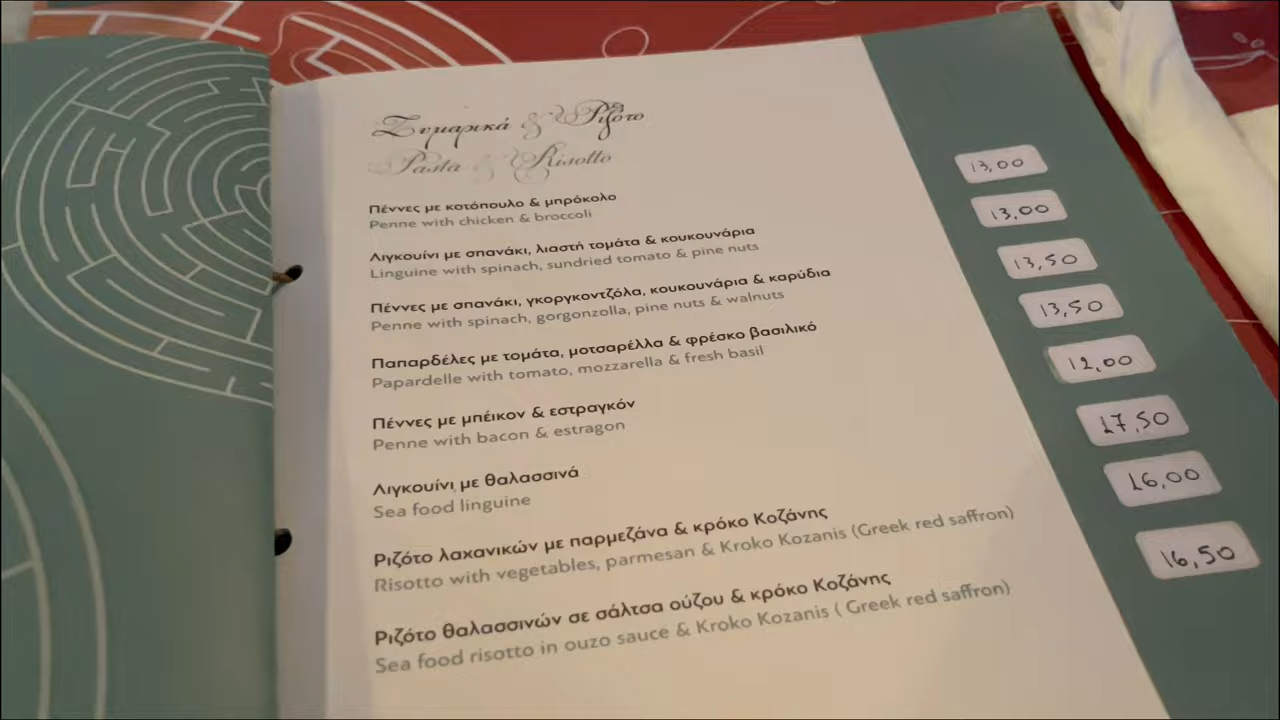 Ζυμαρικά & Ριζότο
Pasta & Risotto
Πέννες με κοτόπουλο & μπρόκολο
Penne with chicken & broccoli
13,00
Λιγκουίνι με σπανάκι, λιαστή τομάτα & κουκουνάρια
Linguine with spinach, sundried tomato & pine nuts
13,00
Πέννες με σπανάκι, γκοργκοντζόλα, κουκουνάρια & καρύδια
Penne with spinach, gorgonzolla, pine nuts & walnuts
13,50
Παπαρδέλες με τομάτα, μοτσαρέλλα & φρέσκο βασιλικό
Papardelle with tomato, mozzarella & fresh basil
13,50
Πέννες με μπέικον & εστραγκόν
Penne with bacon & estragon
12,00
Λιγκουίνι με θαλασσινά
Sea food linguine
17,50
Ριζότο λαχανικών με παρμεζάνα & κρόκο Κοζάνης
Risotto with vegetables, parmesan & Kroko Kozanis (Greek red saffron)
16,00
Ριζότο θαλασσινών σε σάλτσα ούζου & κρόκο Κοζάνης
Sea food risotto in ouzo sauce & Kroko Kozanis ( Greek red saffron)
16,50